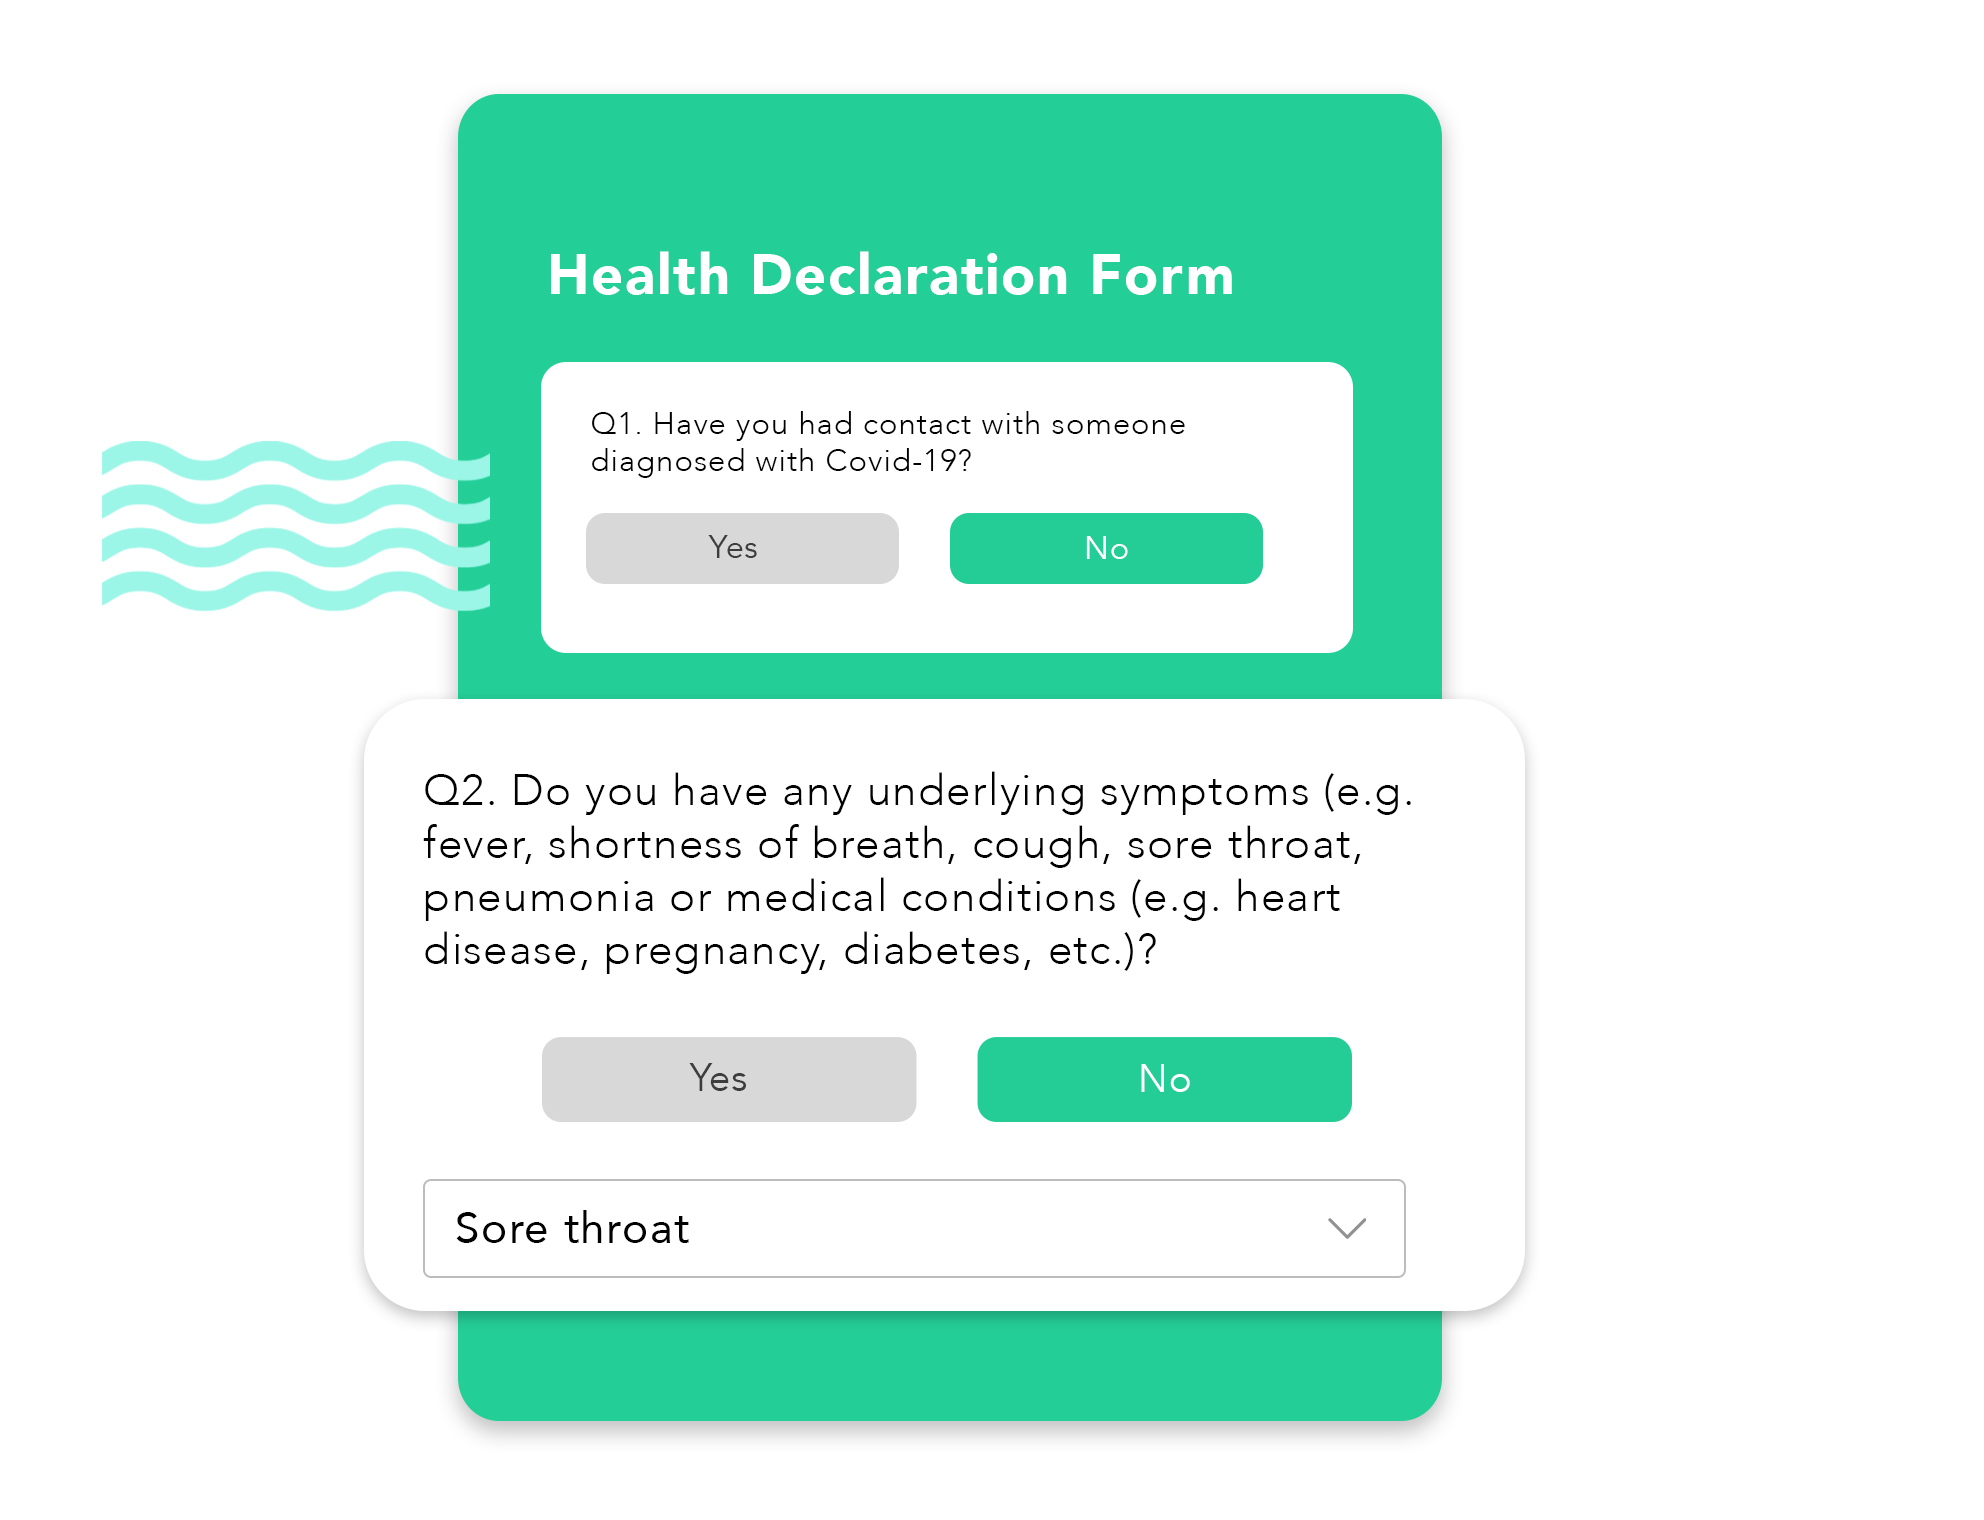 Health Declaration Form
Q1. Have you had contact with someone
diagnosed with Covid-19?
Yes
No
Q2. Do you have any underlying symptoms (e.g.
fever, shortness of breath, cough, sore throat,
pneumonia or medical conditions (e.g. heart
disease, pregnancy, diabetes, etc.)?
Yes
No
Sore throat